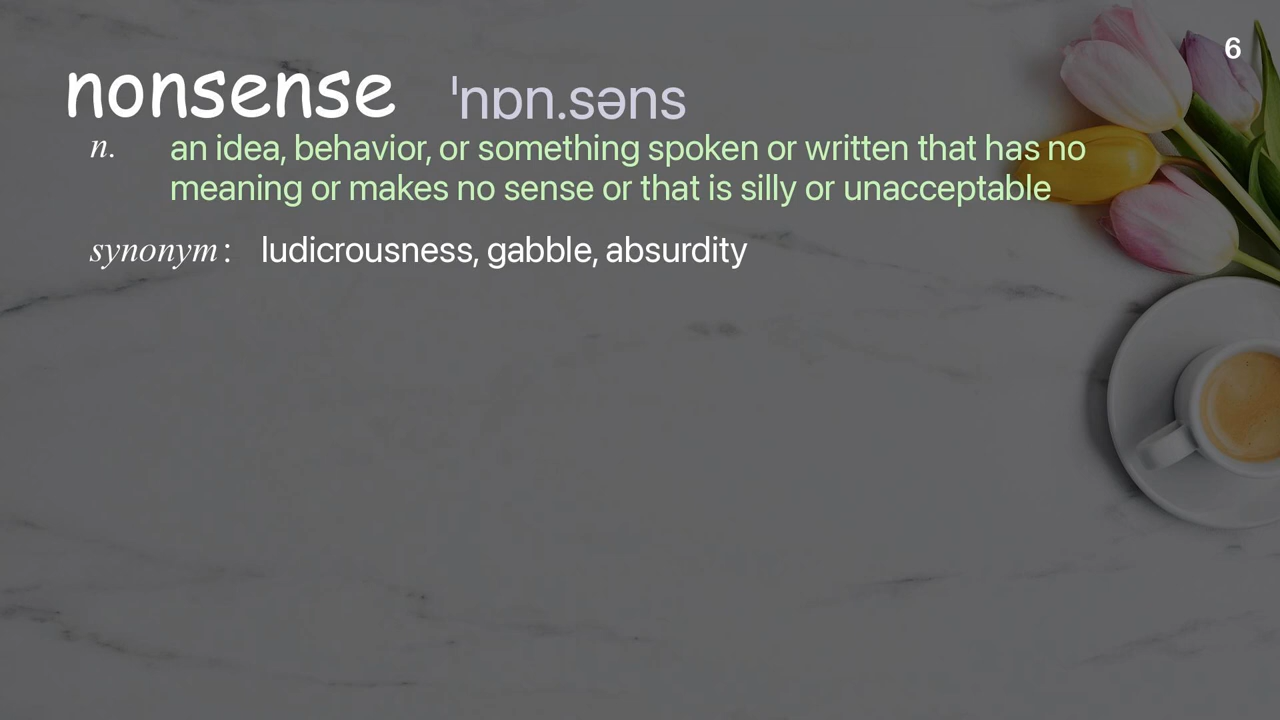 6
nonsense ˈnɒn.səns
n. an idea, behavior, or something spoken or written that has no
meaning or makes no sense or that is silly or unacceptable
synonym : ludicrousness, gabble, absurdity